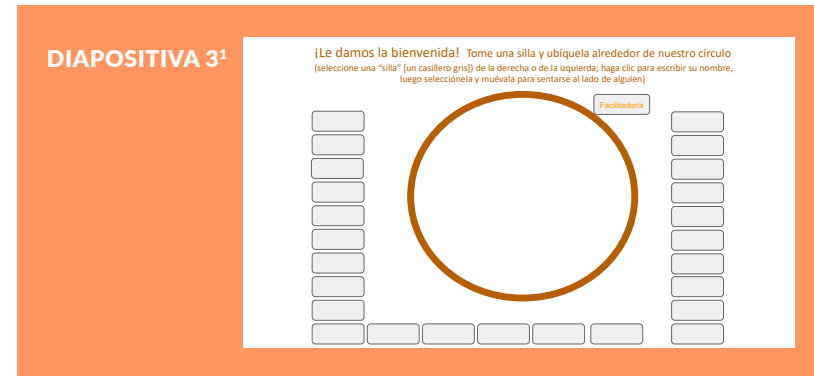 DIAPOSITIVA 3¹
¡Le damos la bienvenida! Tome una silla y ubíquela alrededor de nuestro círculo
(seleccione una “silla” [un casillero gris]) de la derecha o de la izquierda; haga clic para escribir su nombre,
luego selecciónela y muévala para sentarse al lado de alguien)
Facilitador/a